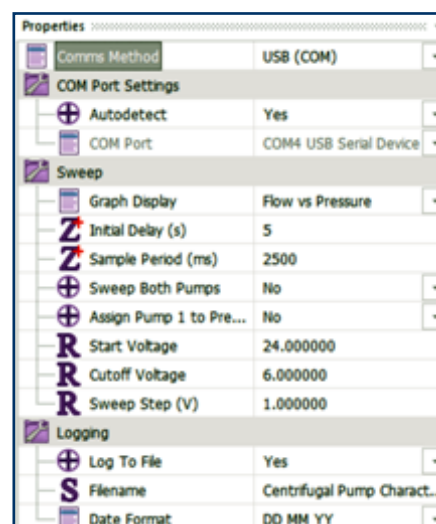 Properties
Comms Method USB (COM)
COM Port Settings
Autodetect Yes
COM Port COM4 USB Serial Device
Sweep
Graph Display Flow vs Pressure
Z+ Initial Delay (s) 5
Z+ Sample Period (ms) 2500
Sweep Both Pumps No
Assign Pump 1 to Pre... No
R Start Voltage 24.000000
R Cutoff Voltage 6.000000
R Sweep Step (V) 1.000000
Logging
Log To File Yes
S Filename Centrifugal Pump Charact...
Date Format DD MM YY